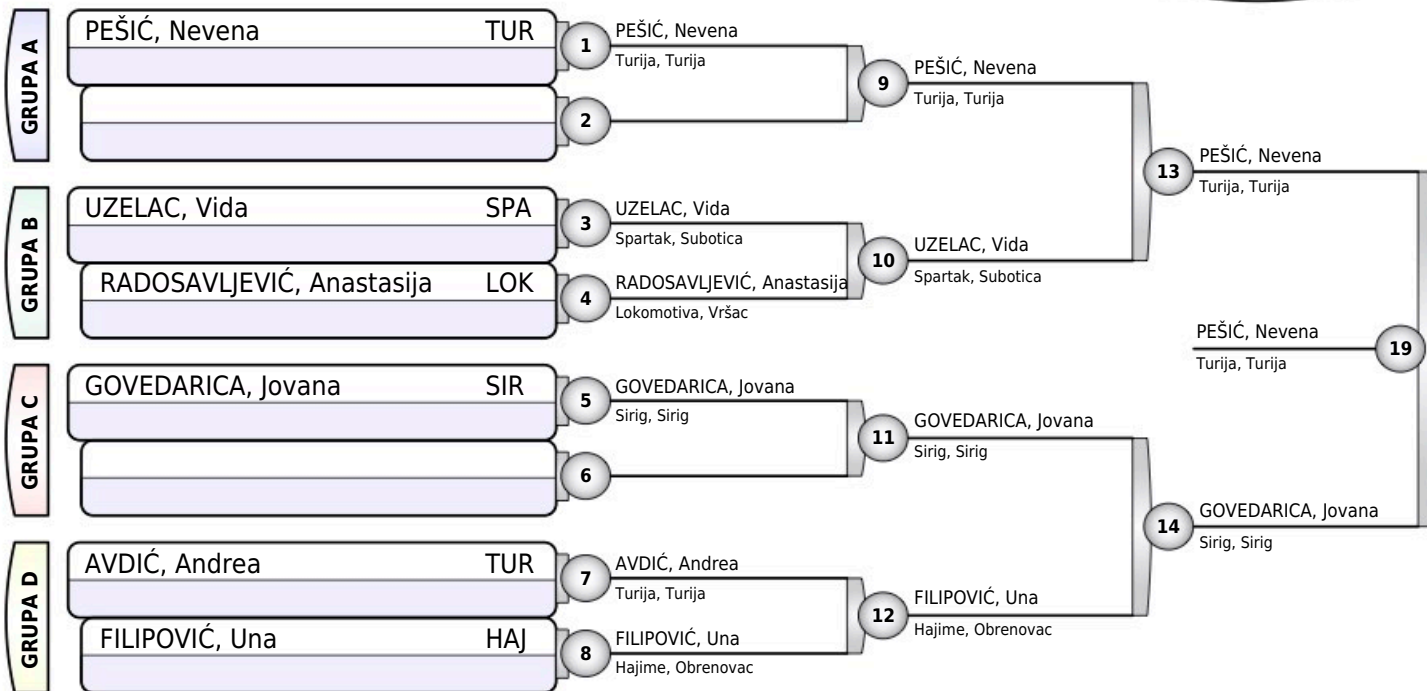 GRUPA A
PEŠIĆ, Nevena TUR
1
PEŠIĆ, Nevena
Turija, Turija
2
9
PEŠIĆ, Nevena
Turija, Turija
13
PEŠIĆ, Nevena
Turija, Turija
GRUPA B
UZELAC, Vida SPA
3
UZELAC, Vida
Spartak, Subotica
RADOSAVLJEVIĆ, Anastasija LOK
4
RADOSAVLJEVIĆ, Anastasija
Lokomotiva, Vršac
10
UZELAC, Vida
Spartak, Subotica
PEŠIĆ, Nevena
Turija, Turija
19
GRUPA C
GOVEDARICA, Jovana SIR
5
GOVEDARICA, Jovana
Sirig, Sirig
6
11
GOVEDARICA, Jovana
Sirig, Sirig
14
GOVEDARICA, Jovana
Sirig, Sirig
GRUPA D
AVDIĆ, Andrea TUR
7
AVDIĆ, Andrea
Turija, Turija
FILIPOVIĆ, Una HAJ
8
FILIPOVIĆ, Una
Hajime, Obrenovac
12
FILIPOVIĆ, Una
Hajime, Obrenovac